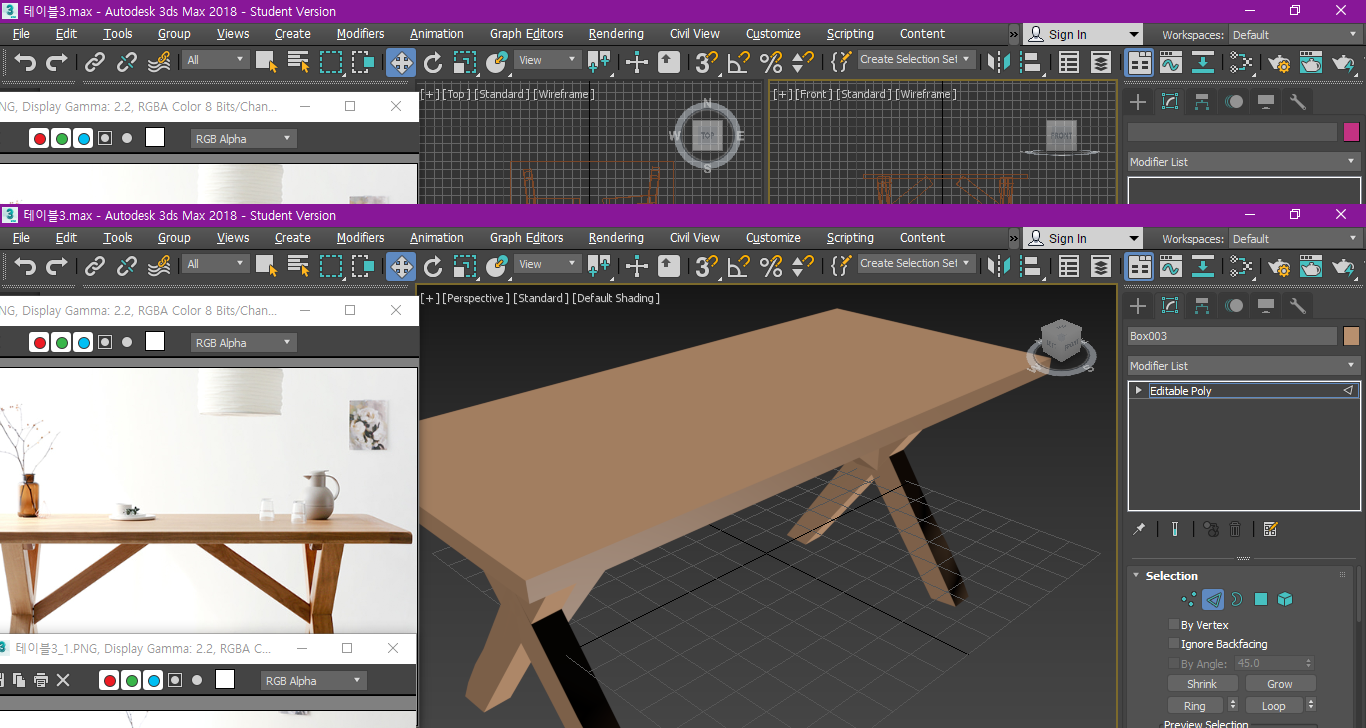 테이블3.max - Autodesk 3ds Max 2018 - Student Version
File Edit Tools Group Views Create Modifiers Animation Graph Editors Rendering Civil View Customize Scripting Content » Sign In Workspaces: Default
All View Create Selection Set
NG, Display Gamma: 2.2, RGBA Color 8 Bits/Chan...
RGB Alpha
[+] [Top] [Standard] [Wireframe]
N
W TOP E
S
[+] [Front] [Standard] [Wireframe]
FRONT
Modifier List
테이블3.max - Autodesk 3ds Max 2018 - Student Version
File Edit Tools Group Views Create Modifiers Animation Graph Editors Rendering Civil View Customize Scripting Content » Sign In Workspaces: Default
All View Create Selection Set
NG, Display Gamma: 2.2, RGBA Color 8 Bits/Chan...
RGB Alpha
[+] [Perspective] [Standard] [Default Shading]
W S
Box003
Modifier List
Editable Poly
Selection
By Vertex
Ignore Backfacing
By Angle: 45.0
Shrink Grow
Ring Loop
Preview Selection
테이블3_1.PNG, Display Gamma: 2.2, RGBA C...
RGB Alpha